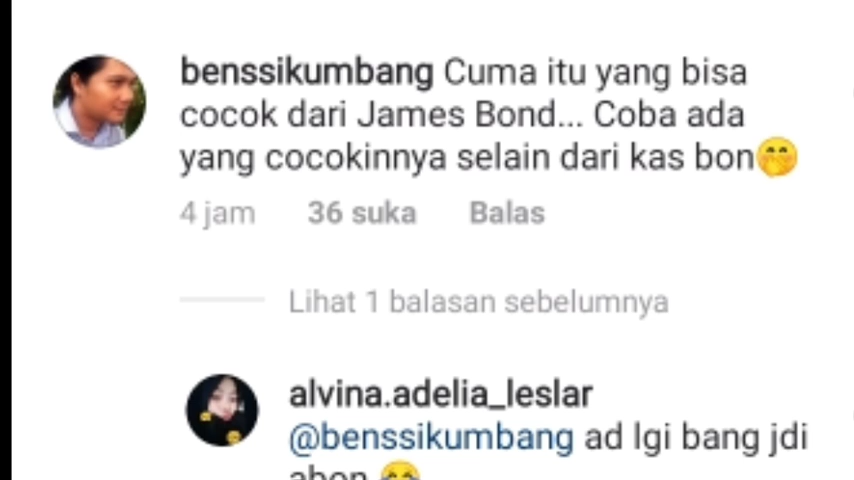 benssikumbang Cuma itu yang bisa
cocok dari James Bond... Coba ada
yang cocokinnya selain dari kas bon🤭
4 jam 36 suka Balas
Lihat 1 balasan sebelumnya
alvina.adelia_leslar
@benssikumbang ad lgi bang jdi
abon 😂